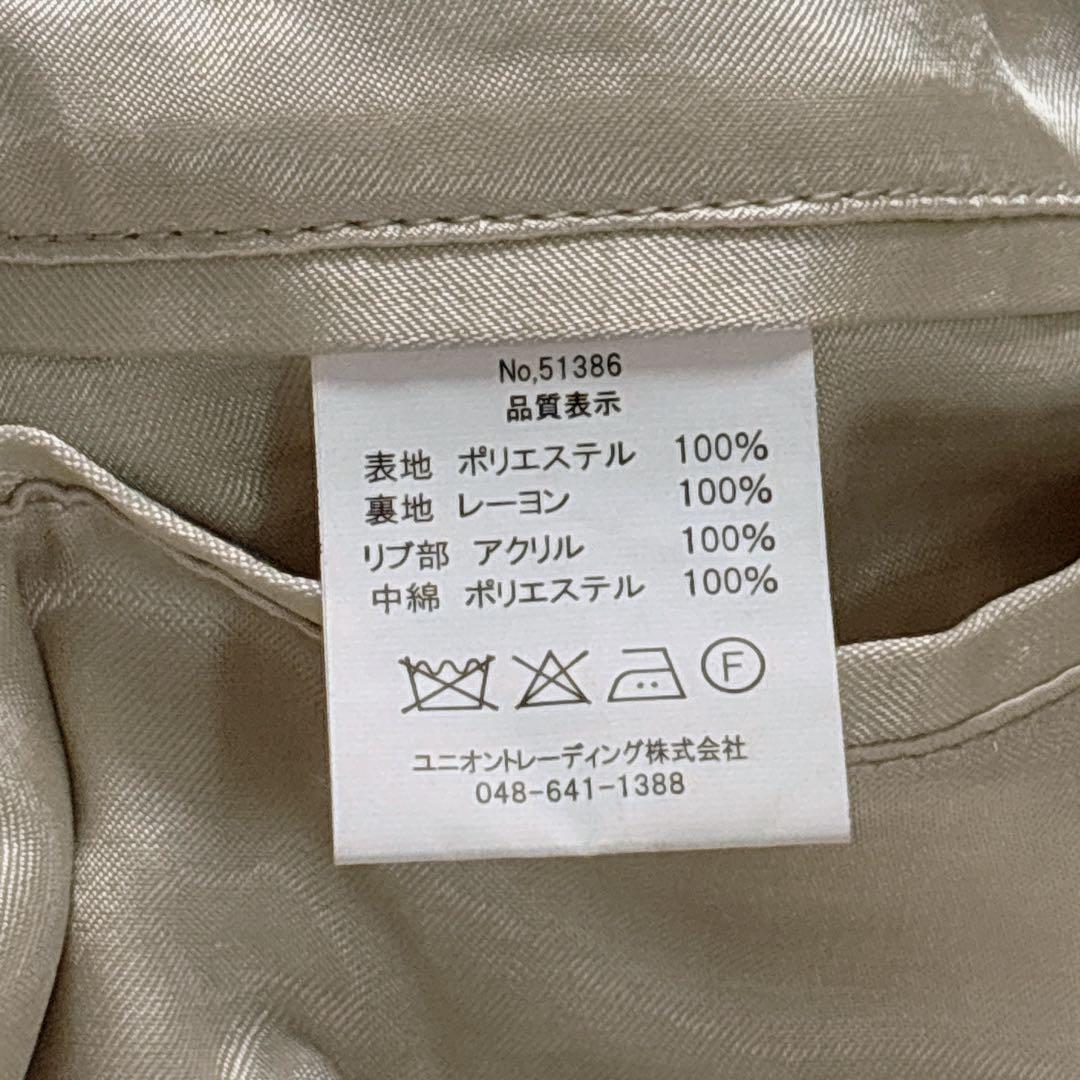 No,51386
品質表示
表地 ポリエステル 100%
裏地 レーヨン 100%
リブ部 アクリル 100%
中綿 ポリエステル 100%
F
ユニオントレーディング株式会社
048-641-1388